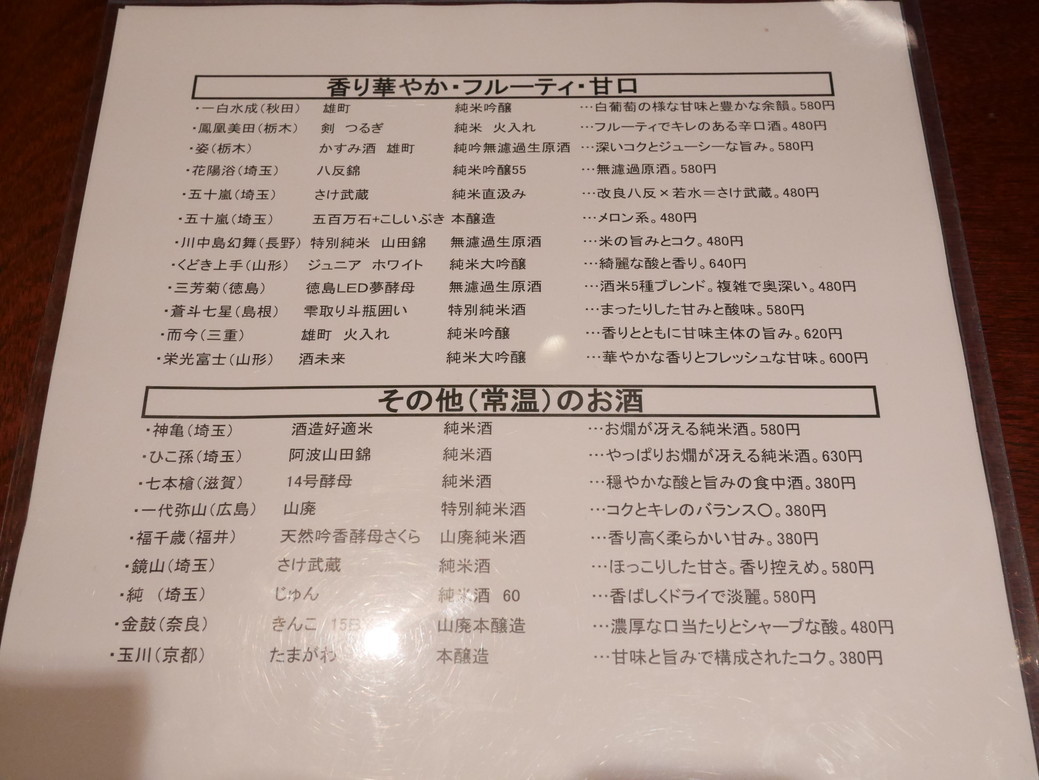 香り華やか・フルーティ・甘口
・一白水成(秋田) 雄町 純米吟醸 …白葡萄の様な甘味と豊かな余韻。580円
・鳳凰美田(栃木) 剣 つるぎ 純米 火入れ …フルーティでキレのある辛口酒。480円
・姿(栃木) かすみ酒 雄町 純吟無濾過生原酒 …深いコクとジューシーな旨み。580円
・花陽浴(埼玉) 八反錦 純米吟醸55 …無濾過原酒。580円
・五十嵐(埼玉) さけ武蔵 純米直汲み …改良八反×若水=さけ武蔵。480円
・五十嵐(埼玉) 五百万石+こしいぶき 本醸造 …メロン系。480円
・川中島幻舞(長野) 特別純米 山田錦 無濾過生原酒 …米の旨みとコク。480円
・くどき上手(山形) ジュニア ホワイト 純米大吟醸 …綺麗な酸と香り。640円
・三芳菊(徳島) 徳島LED夢酵母 無濾過生原酒 …酒米5種ブレンド。複雑で奥深い。480円
・蒼斗七星(島根) 雫取り斗瓶囲い 特別純米酒 …まったりした甘みと酸味。580円
・而今(三重) 雄町 火入れ 純米吟醸 …香りとともに甘味主体の旨み。620円
・栄光富士(山形) 酒未来 純米大吟醸 …華やかな香りとフレッシュな甘味。600円
その他(常温)のお酒
・神亀(埼玉) 酒造好適米 純米酒 …お燗が冴える純米酒。580円
・ひこ孫(埼玉) 阿波山田錦 純米酒 …やっぱりお燗が冴える純米酒。630円
・七本槍(滋賀) 14号酵母 純米酒 …穏やかな酸と旨みの食中酒。380円
・一代弥山(広島) 山廃 特別純米酒 …コクとキレのバランス〇。380円
・福千歳(福井) 天然吟香酵母さくら 山廃純米酒 …香り高く柔らかい甘み。380円
・鏡山(埼玉) さけ武蔵 純米酒 …ほっこりした甘さ。香り控えめ。580円
・純 (埼玉) じゅん 純米酒 60 …香ばしくドライで淡麗。580円
・金鼓(奈良) きんこ 山廃本醸造 …濃厚な口当たりとシャープな酸。480円
・玉川(京都) たまがわ 本醸造 …甘味と旨みで構成されたコク。380円